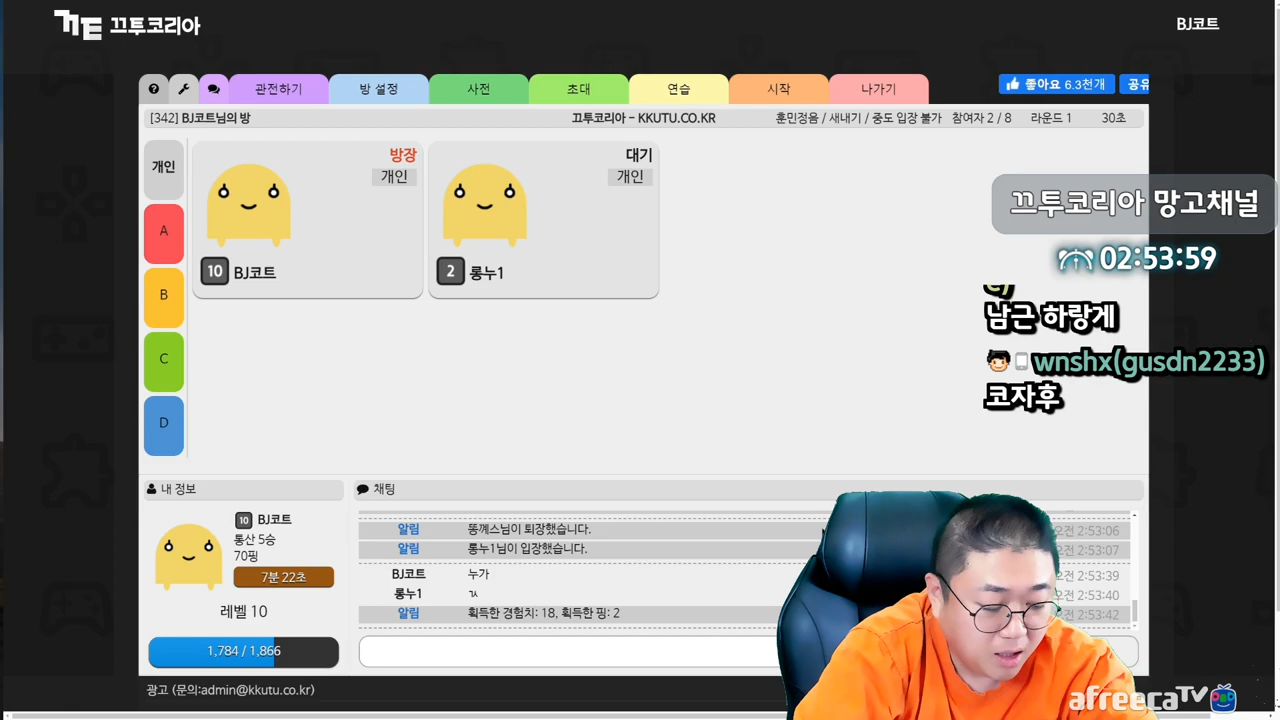 끄투코리아
BJ코트
관전하기
방 설정
사전
초대
연습
시작
나가기
좋아요 6.3천개
공유
[342] BJ코트님의 방
끄투코리아 - KKUTU.CO.KR
훈민정음 / 새내기 / 중도 입장 불가
참여자 2 / 8
라운드 1
30초
개인
A
B
C
D
방장
개인
10 BJ코트
대기
개인
2 롱누1
끄투코리아 망고채널
02:53:59
남근 하랑게
wnshx(gusdn2233)
코자후
내 정보
10 BJ코트
통산 5승
70핑
7분 22초
레벨 10
1,784 / 1,866
채팅
알림 똥께스님이 퇴장했습니다. 오전 2:53:06
알림 롱누1님이 입장했습니다. 오전 2:53:07
BJ코트 누가 오전 2:53:39
롱누1 ㄳ 오전 2:53:40
알림 획득한 경험치: 18, 획득한 핑: 2 오전 2:53:42
광고 (문의:admin@kkutu.co.kr)
afreecaTV